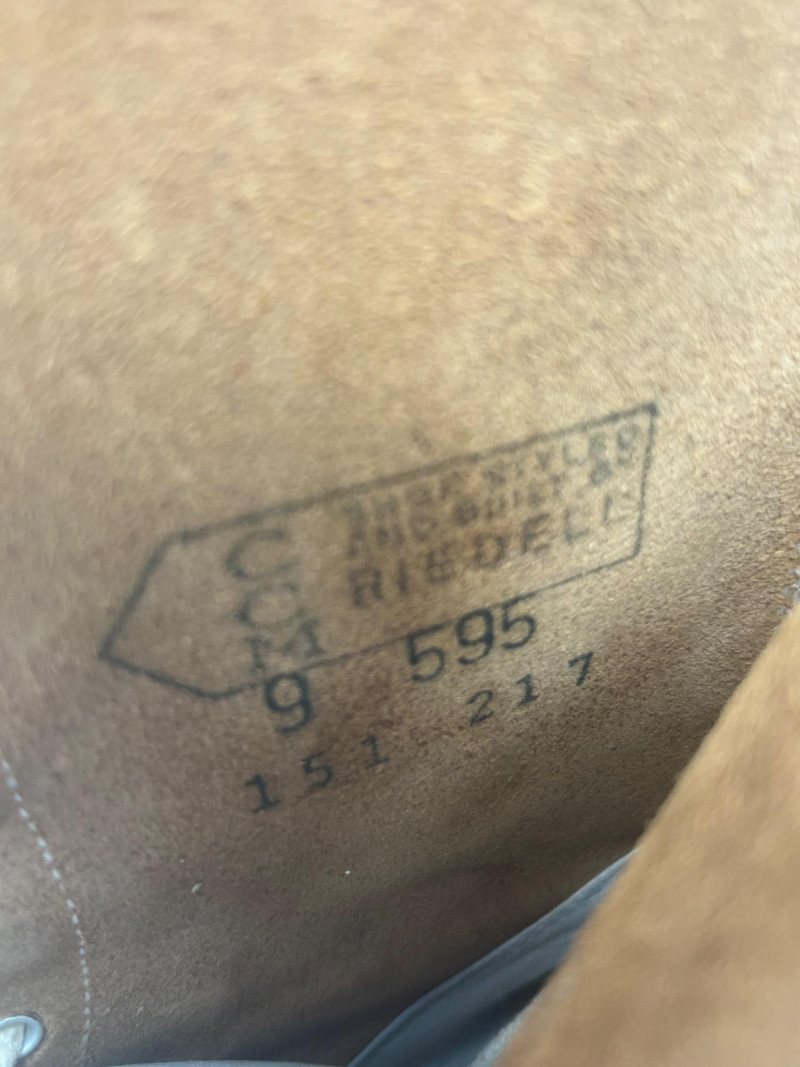 CCM
SHOE STYLED
AND BUILT BY
RIEDELL
9 595
151 217